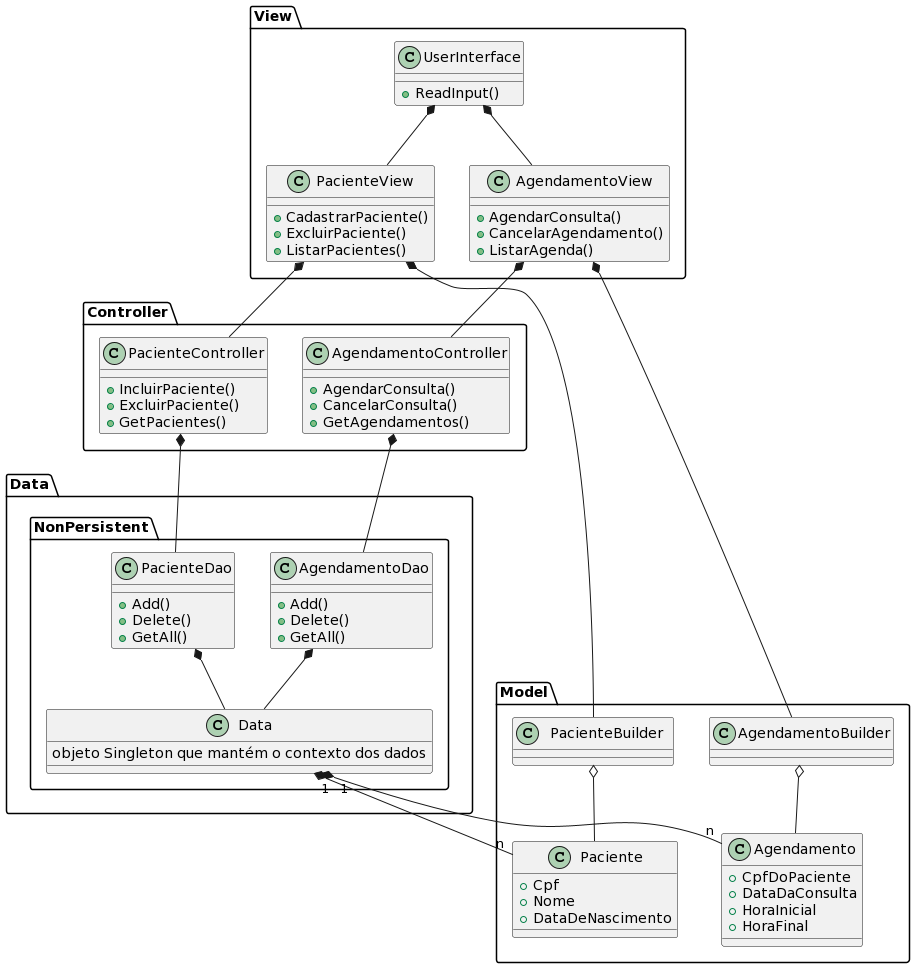 View
C UserInterface
ReadInput()
C PacienteView
CadastrarPaciente()
ExcluirPaciente()
ListarPacientes()
C AgendamentoView
AgendarConsulta()
CancelarAgendamento()
ListarAgenda()
Controller
C PacienteController
IncluirPaciente()
ExcluirPaciente()
GetPacientes()
C AgendamentoController
AgendarConsulta()
CancelarConsulta()
GetAgendamentos()
Data
NonPersistent
C PacienteDao
Add()
Delete()
GetAll()
C AgendamentoDao
Add()
Delete()
GetAll()
C Data
objeto Singleton que mantém o contexto dos dados
1 1
n
n
Model
C PacienteBuilder
C AgendamentoBuilder
C Paciente
Cpf
Nome
DataDeNascimento
C Agendamento
CpfDoPaciente
DataDaConsulta
HoraInicial
HoraFinal